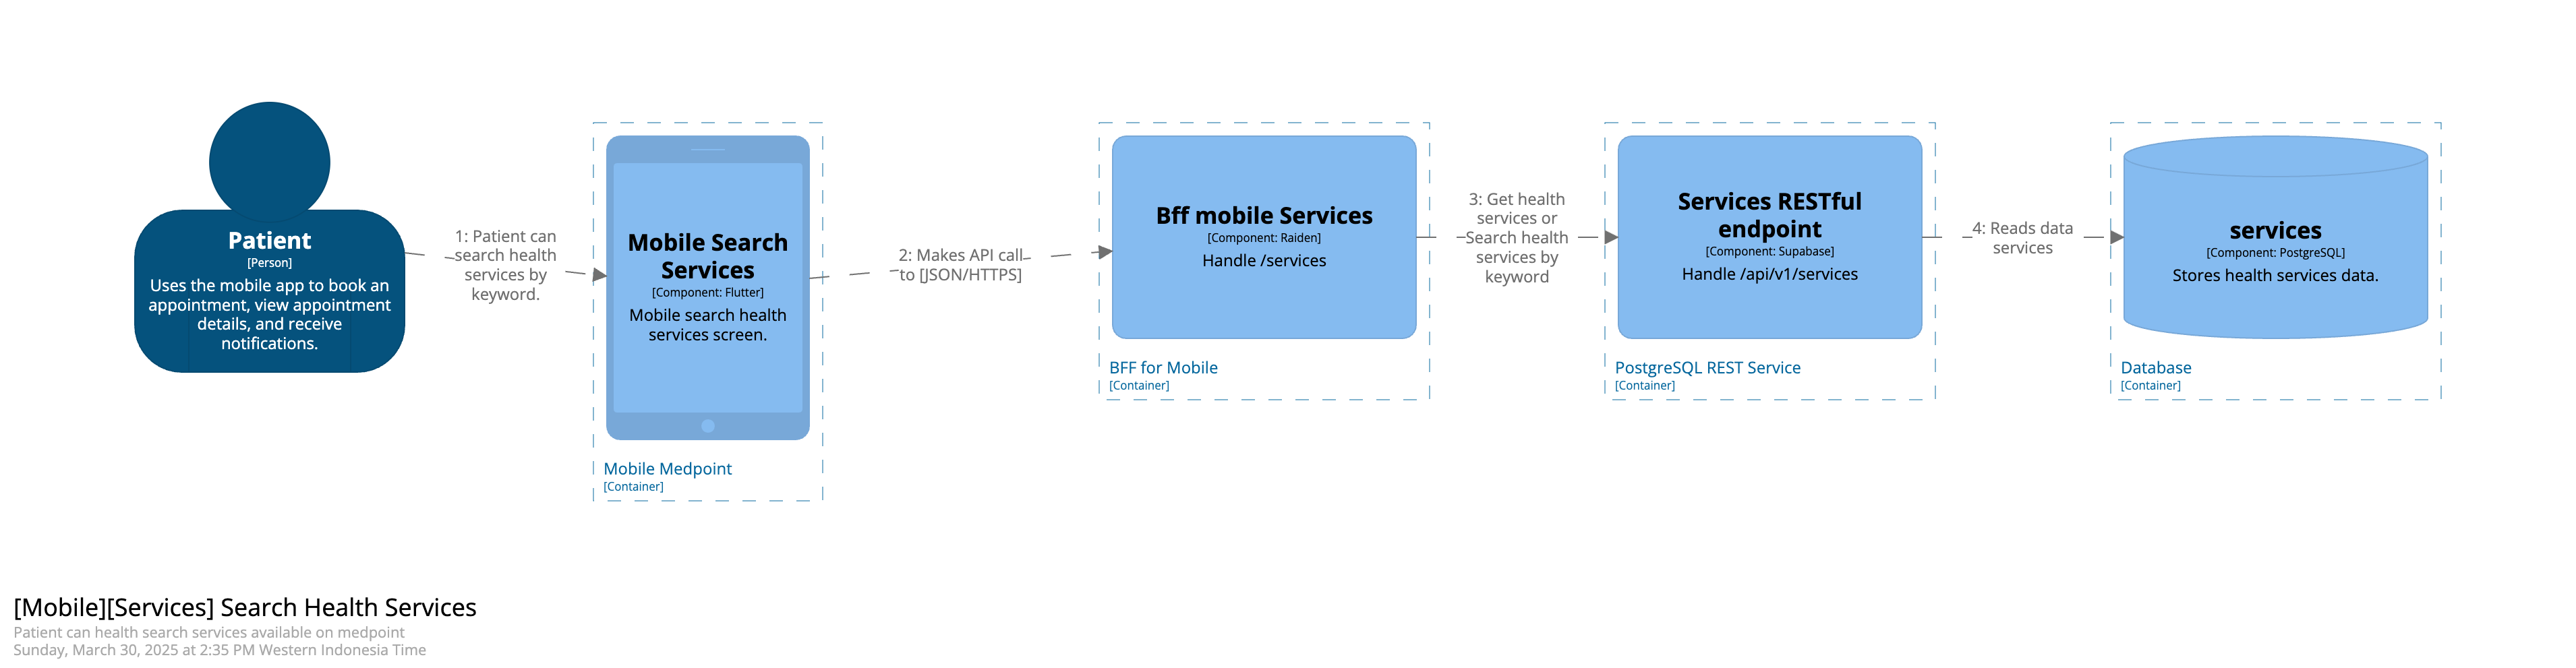 Patient
[Person]
Uses the mobile app to book an
appointment, view appointment
details, and receive
notifications.
1: Patient can
search health
services by
keyword.
Mobile Search
Services
[Component: Flutter]
Mobile search health
services screen.
Mobile Medpoint
[Container]
2: Makes API call
to [JSON/HTTPS]
Bff mobile Services
[Component: Raiden]
Handle /services
BFF for Mobile
[Container]
3: Get health
services or
Search health
services by
keyword
Services RESTful
endpoint
[Component: Supabase]
Handle /api/v1/services
PostgreSQL REST Service
[Container]
4: Reads data
services
services
[Component: PostgreSQL]
Stores health services data.
Database
[Container]
[Mobile][Services] Search Health Services
Patient can health search services available on medpoint
Sunday, March 30, 2025 at 2:35 PM Western Indonesia Time